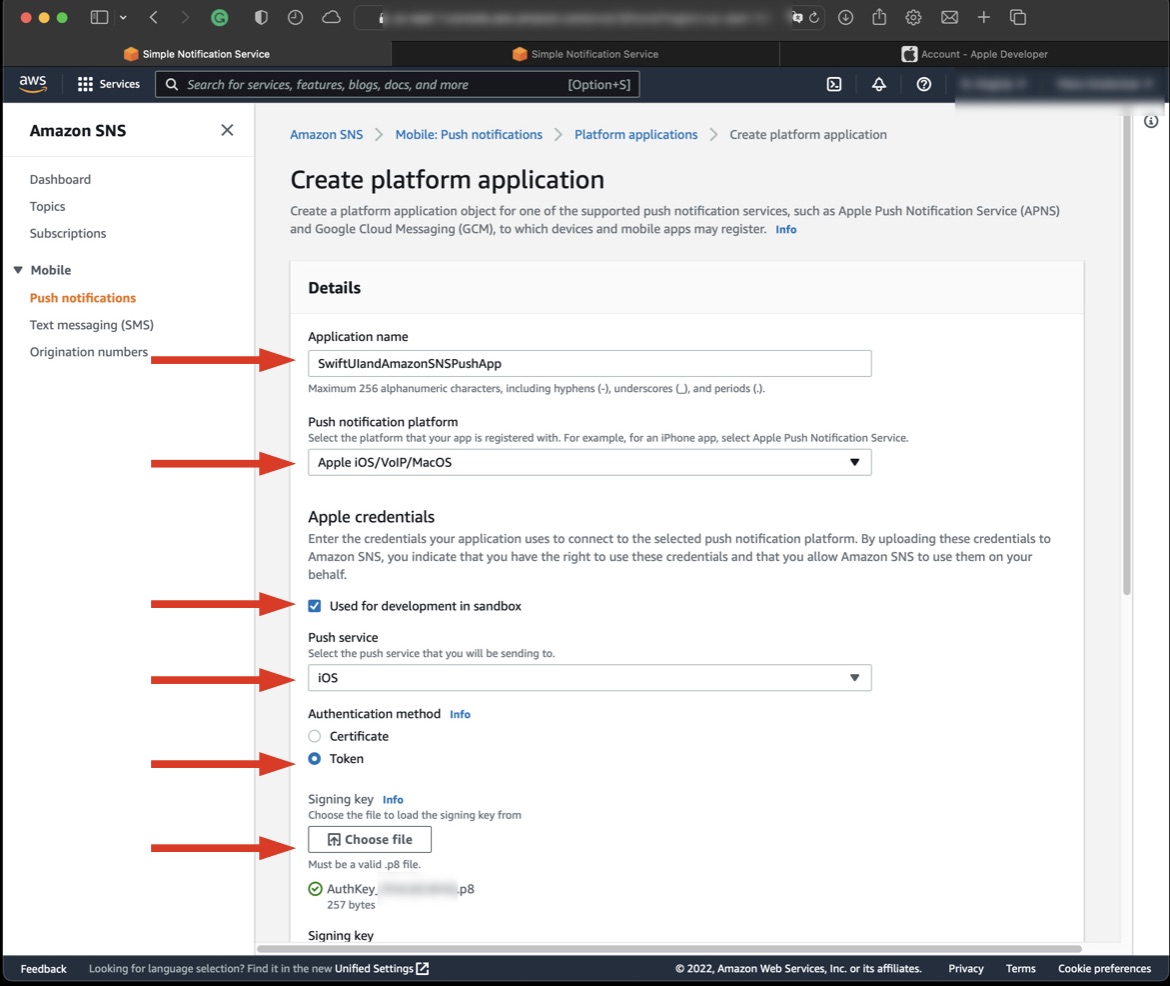 Simple Notification Service
Simple Notification Service
Account - Apple Developer
aws
Services
Search for services, features, blogs, docs, and more [Option+S]
Amazon SNS
Dashboard
Topics
Subscriptions
Mobile
Push notifications
Text messaging (SMS)
Origination numbers
Amazon SNS > Mobile: Push notifications > Platform applications > Create platform application
Create platform application
Create a platform application object for one of the supported push notification services, such as Apple Push Notification Service (APNS)
and Google Cloud Messaging (GCM), to which devices and mobile apps may register. Info
Details
Application name
SwiftUIandAmazonSNSPushApp
Maximum 256 alphanumeric characters, including hyphens (-), underscores (_), and periods (.).
Push notification platform
Select the platform that your app is registered with. For example, for an iPhone app, select Apple Push Notification Service.
Apple iOS/VoIP/MacOS
Apple credentials
Enter the credentials your application uses to connect to the selected push notification platform. By uploading these credentials to
Amazon SNS, you indicate that you have the right to use these credentials and that you allow Amazon SNS to use them on your
behalf.
Used for development in sandbox
Push service
Select the push service that you will be sending to.
iOS
Authentication method Info
Certificate
Token
Signing key Info
Choose the file to load the signing key from
Choose file
Must be a valid .p8 file.
AuthKey_ .p8
257 bytes
Signing key
Feedback
Looking for language selection? Find it in the new Unified Settings
© 2022, Amazon Web Services, Inc. or its affiliates.
Privacy
Terms
Cookie preferences